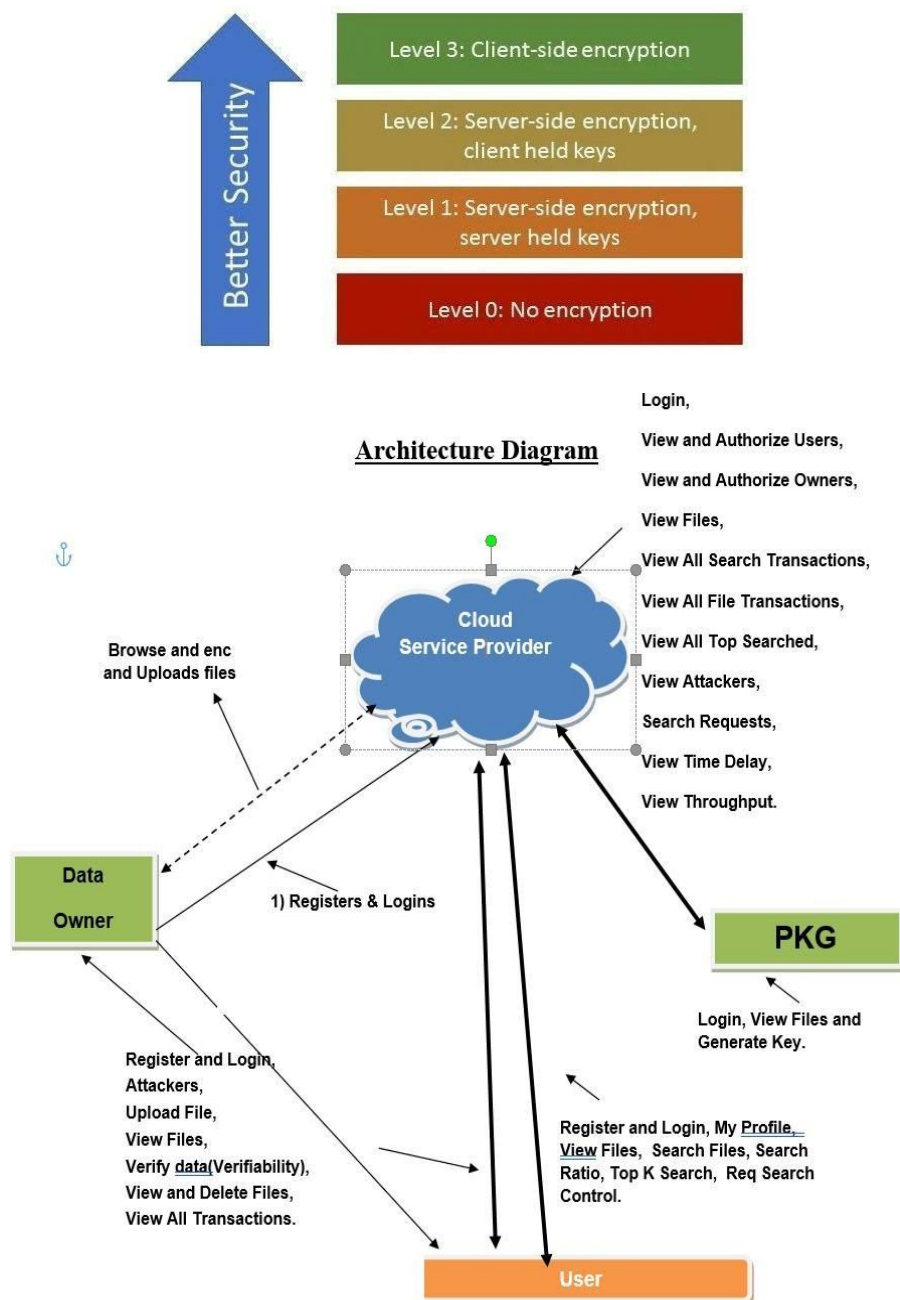 Better Security
Level 3: Client-side encryption
Level 2: Server-side encryption,
client held keys
Level 1: Server-side encryption,
server held keys
Level 0: No encryption
Architecture Diagram
Login,
View and Authorize Users,
View and Authorize Owners,
View Files,
View All Search Transactions,
View All File Transactions,
View All Top Searched,
View Attackers,
Search Requests,
View Time Delay,
View Throughput.
Cloud
Service Provider
Browse and enc
and Uploads files
Data
Owner
1) Registers & Logins
PKG
Login, View Files and
Generate Key.
Register and Login,
Attackers,
Upload File,
View Files,
Verify data(Verifiability),
View and Delete Files,
View All Transactions.
Register and Login, My Profile,
View Files, Search Files, Search
Ratio, Top K Search, Req Search
Control.
User